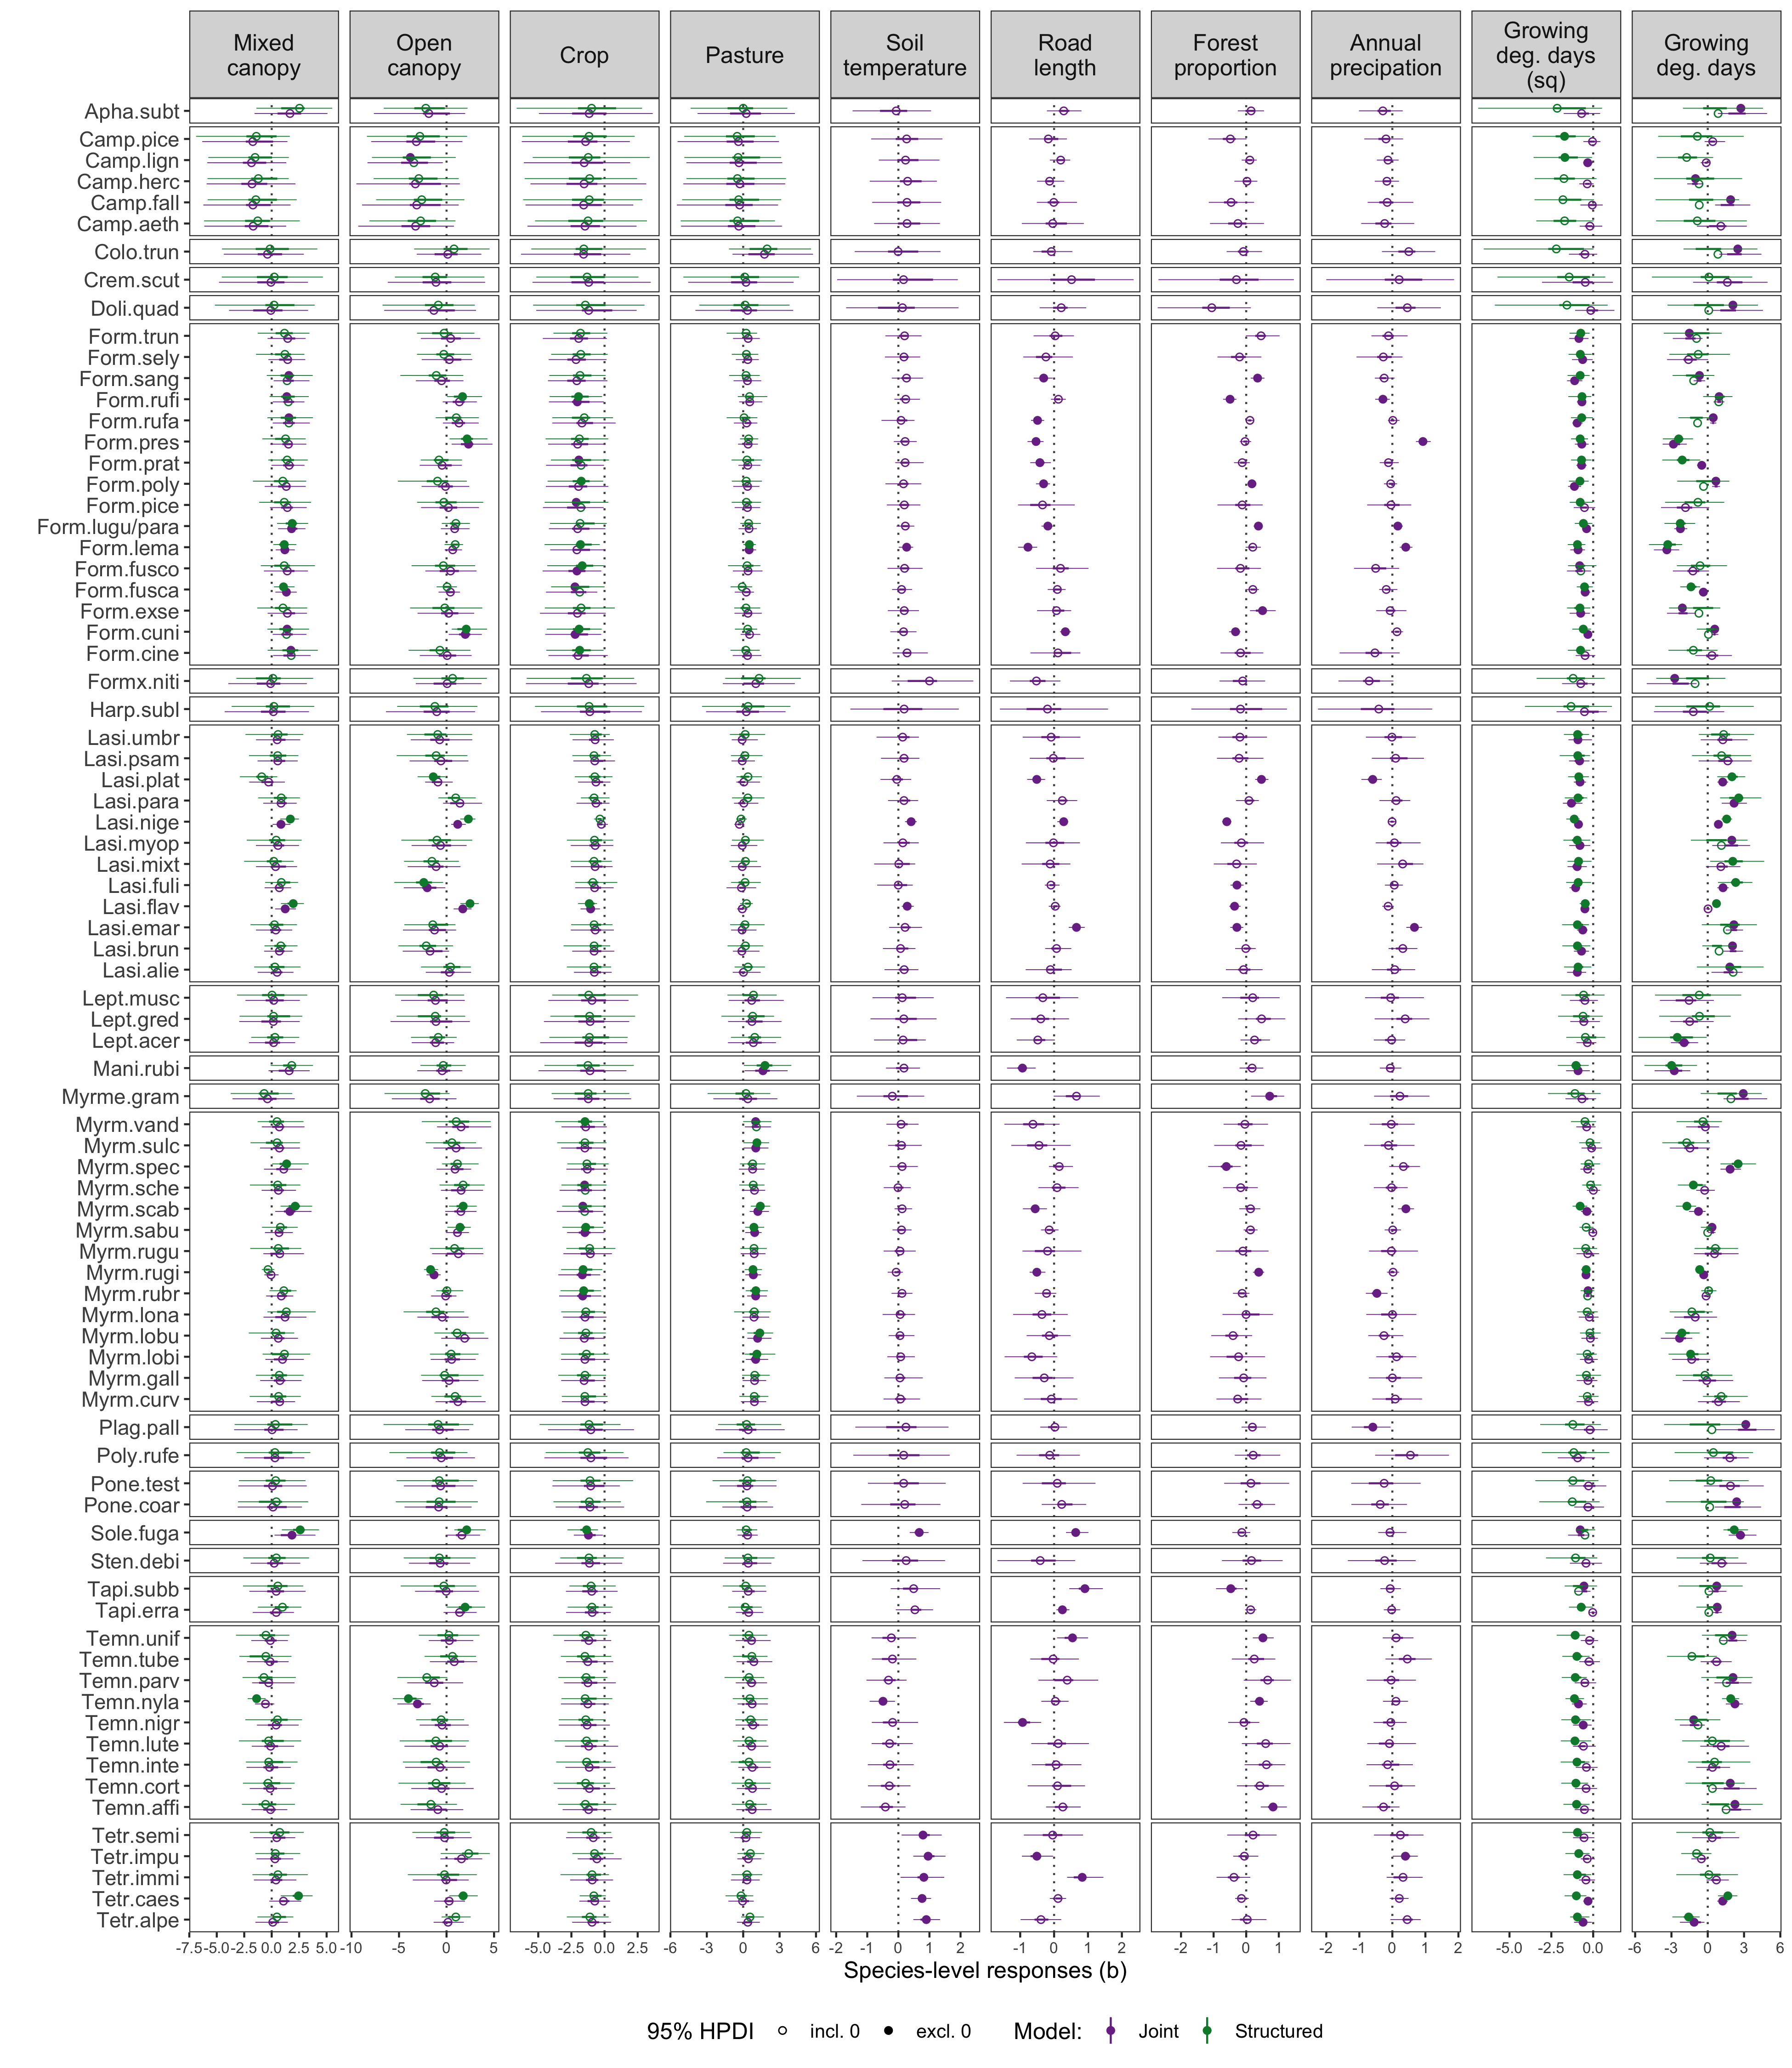 Mixed
canopy
Open
canopy
Crop
Pasture
Soil
temperature
Road
length
Forest
proportion
Annual
precipation
Growing
deg. days
(sq)
Growing
deg. days
Apha.subt
Camp.pice
Camp.lign
Camp.herc
Camp.fall
Camp.aeth
Colo.trun
Crem.scut
Doli.quad
Form.trun
Form.sely
Form.sang
Form.rufi
Form.rufa
Form.pres
Form.prat
Form.poly
Form.pice
Form.lugu/para
Form.lema
Form.fusco
Form.fusca
Form.exse
Form.cuni
Form.cine
Formx.niti
Harp.subl
Lasi.umbr
Lasi.psam
Lasi.plat
Lasi.para
Lasi.nige
Lasi.myop
Lasi.mixt
Lasi.fuli
Lasi.flav
Lasi.emar
Lasi.brun
Lasi.alie
Lept.musc
Lept.gred
Lept.acer
Mani.rubi
Myrme.gram
Myrm.vand
Myrm.sulc
Myrm.spec
Myrm.sche
Myrm.scab
Myrm.sabu
Myrm.rugu
Myrm.rugi
Myrm.rubr
Myrm.lona
Myrm.lobu
Myrm.lobi
Myrm.gall
Myrm.curv
Plag.pall
Poly.rufe
Pone.test
Pone.coar
Sole.fuga
Sten.debi
Tapi.subb
Tapi.erra
Temn.unif
Temn.tube
Temn.parv
Temn.nyla
Temn.nigr
Temn.lute
Temn.inte
Temn.cort
Temn.affi
Tetr.semi
Tetr.impu
Tetr.immi
Tetr.caes
Tetr.alpe
-7.5 -5.0 -2.5 0.0 2.5 5.0 -10 -5 0 5 -5.0 -2.5 0.0 2.5 -6 -3 0 3 6 -2 -1 0 1 2 -1 0 1 2 -2 -1 0 1 -2 -1 0 1 2 -5.0 -2.5 0.0 -6 -3 0 3 6
Species-level responses (b)
95% HPDI incl. 0 excl. 0 Model: Joint Structured